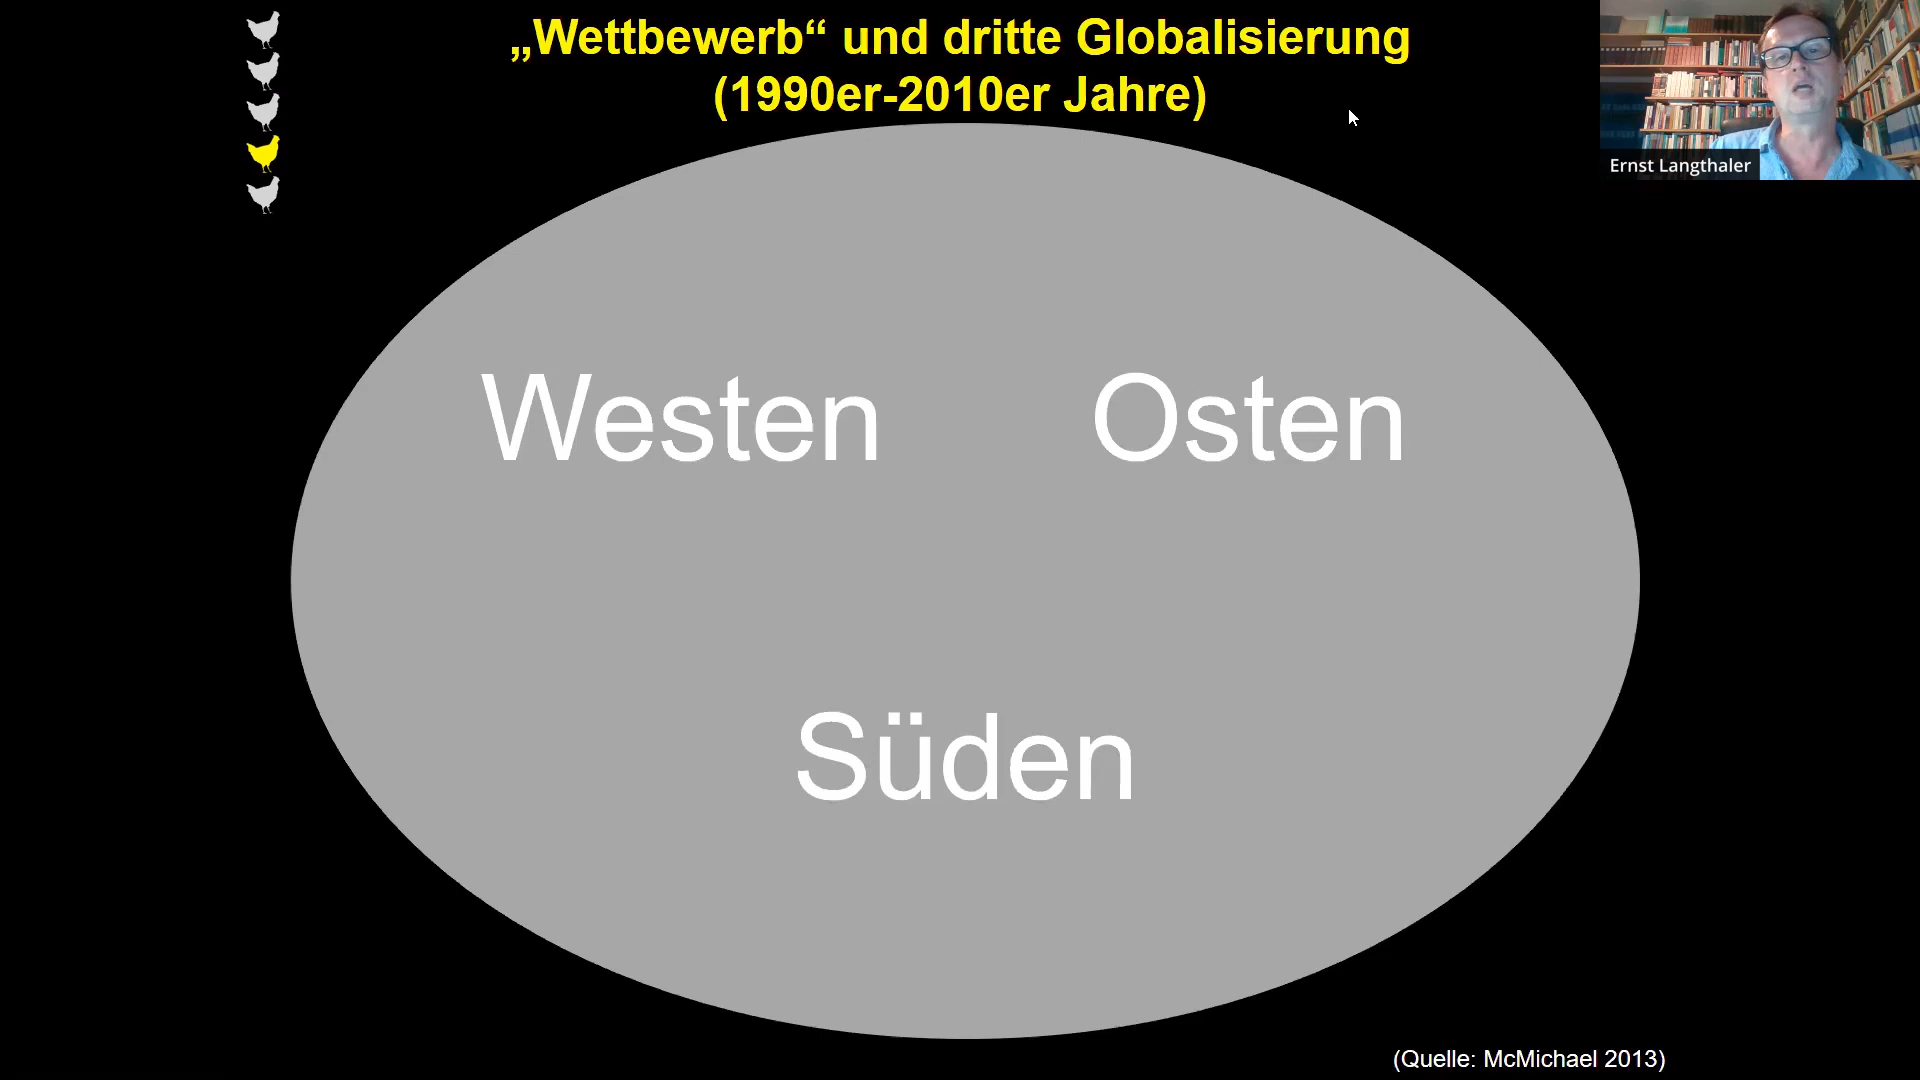 „Wettbewerb“ und dritte Globalisierung
(1990er-2010er Jahre)
Ernst Langthaler
Westen Osten
Süden
(Quelle: McMichael 2013)